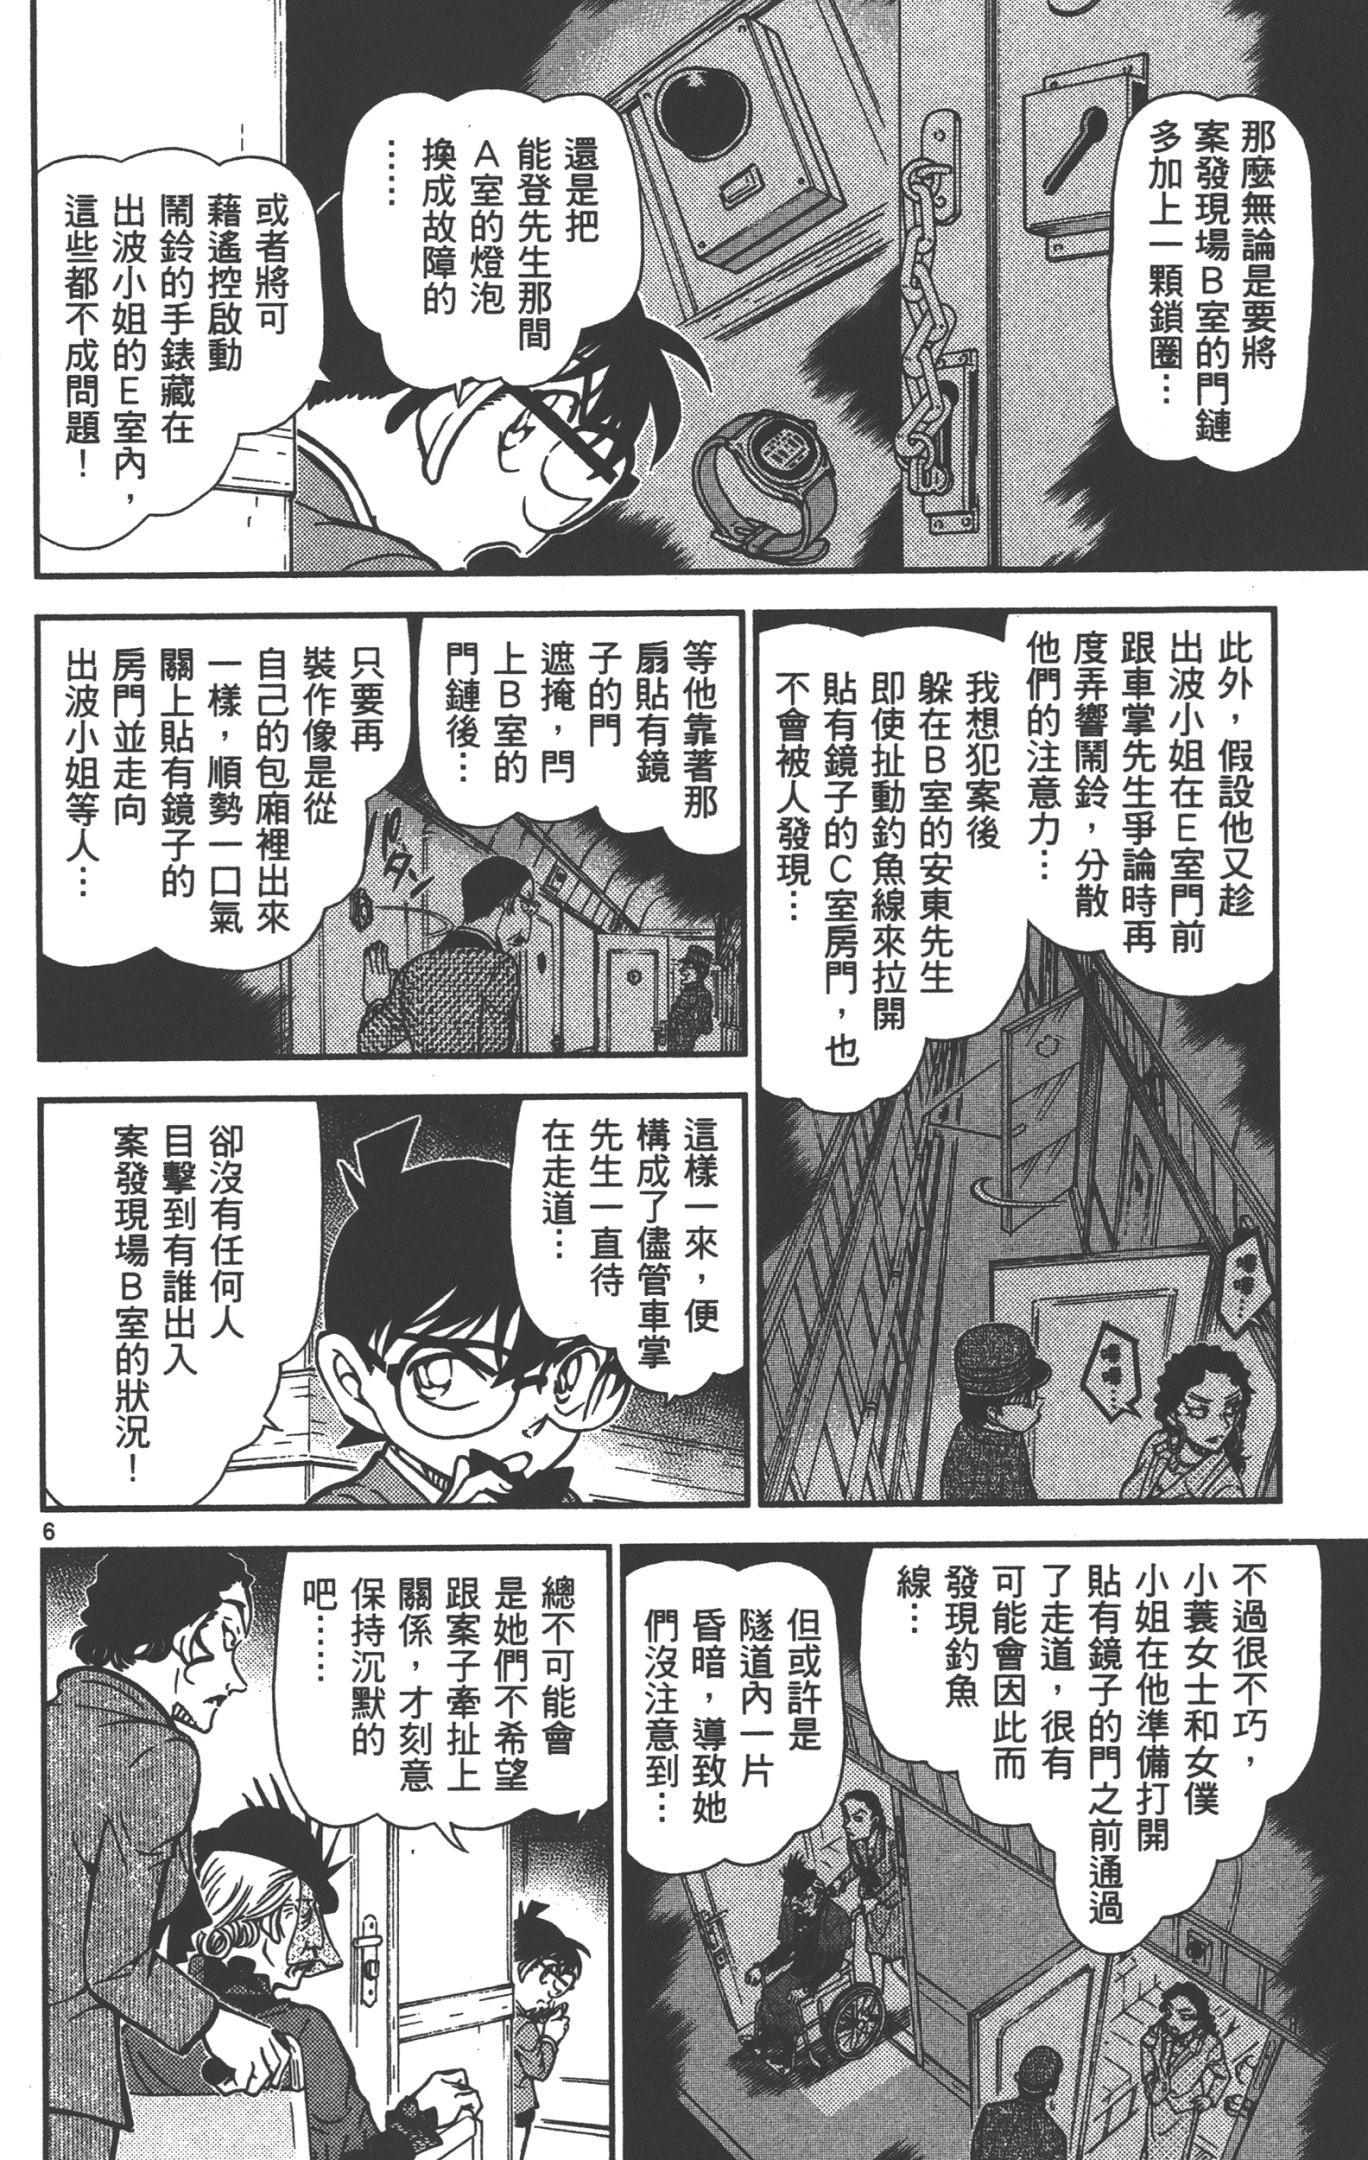 那麼無論是要將
案發現場B室的門鏈
多加上一顆鎖圈…
還是把
能登先生那間
A室的燈泡
換成故障的
……
或者將可
藉遙控啟動
鬧鈴的手錶藏在
出波小姐的E室內，
這些都不成問題！
此外，假設他又趁
出波小姐在E室門前
跟車掌先生爭論時再
度弄響鬧鈴，分散
他們的注意力…
我想犯案後
躲在B室的安東先生
即使扯動釣魚線來拉開
貼有鏡子的C室房門，也
不會被人發現…
嗶嗶…
嗶嗶…
等他靠著那
扇貼有鏡
子的門
遮掩，閂
上B室的
門鏈後…
只要再
裝作像是從
自己的包廂裡出來
一樣，順勢一口氣
關上貼有鏡子的
房門並走向
出波小姐等人…
バタン
這樣一來，便
構成了儘管車掌
先生一直待
在走道…
卻沒有任何人
目擊到有誰出入
案發現場B室的狀況！
6
不過很不巧，
小蓑女士和女僕
小姐在他準備打開
貼有鏡子的門之前通過
了走道，很有
可能會因此而
發現釣魚
線…
但或許是
隧道內一片
昏暗，導致她
們沒注意到…
總不可能會
是她們不希望
跟案子牽扯上
關係，才刻意
保持沉默的
吧……